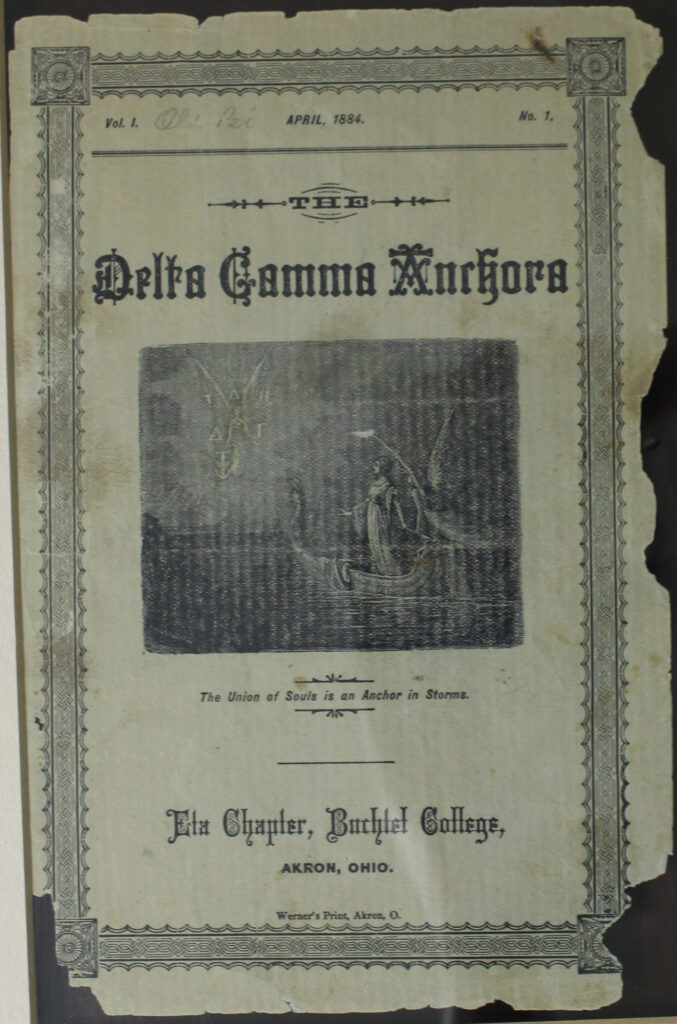 Vol. I. APRIL, 1884. No. 1,
THE
Delta Gamma Anchora
Δ Γ
The Union of Souls is an Anchor in Storms.
Eta Chapter, Buchtel College,
AKRON, OHIO.
Werner's Print, Akron, O.